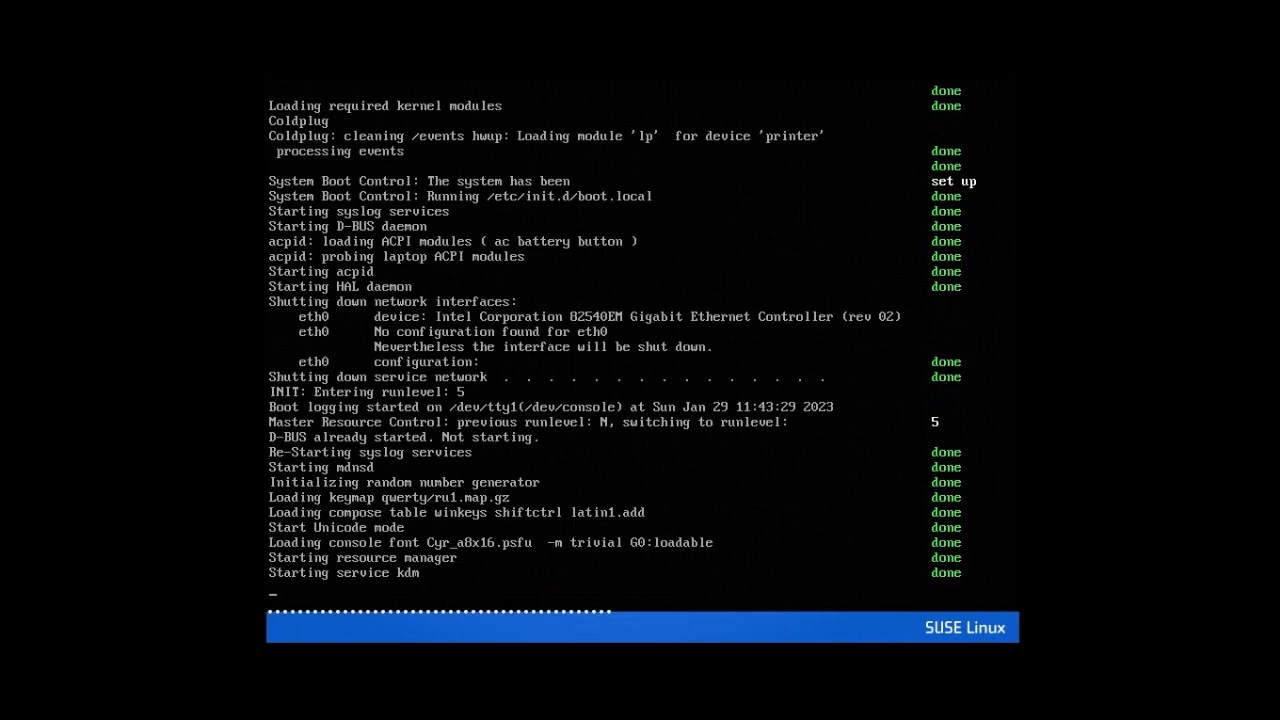 done
Loading required kernel modules done
Coldplug
Coldplug: cleaning /events hwup: Loading module 'lp'  for device 'printer'
processing events done
done
System Boot Control: The system has been set up
System Boot Control: Running /etc/init.d/boot.local done
Starting syslog services done
Starting D-BUS daemon done
acpid: loading ACPI modules ( ac battery button ) done
acpid: probing laptop ACPI modules done
Starting acpid done
Starting HAL daemon done
Shutting down network interfaces:
eth0 device: Intel Corporation 82540EM Gigabit Ethernet Controller (rev 02)
eth0 No configuration found for eth0
Nevertheless the interface will be shut down.
eth0 configuration: done
Shutting down service network . . . . . . . . . . . . . . . done
INIT: Entering runlevel: 5
Boot logging started on /dev/tty1(/dev/console) at Sun Jan 29 11:43:29 2023
Master Resource Control: previous runlevel: N, switching to runlevel: 5
D-BUS already started. Not starting.
Re-Starting syslog services done
Starting mdnsd done
Initializing random number generator done
Loading keymap qwerty/ru1.map.gz done
Loading compose table winkeys shiftctrl latin1.add done
Start Unicode mode done
Loading console font Cyr_a8x16.psfu  -m trivial G0:loadable done
Starting resource manager done
Starting service kdm done
_
SUSE Linux